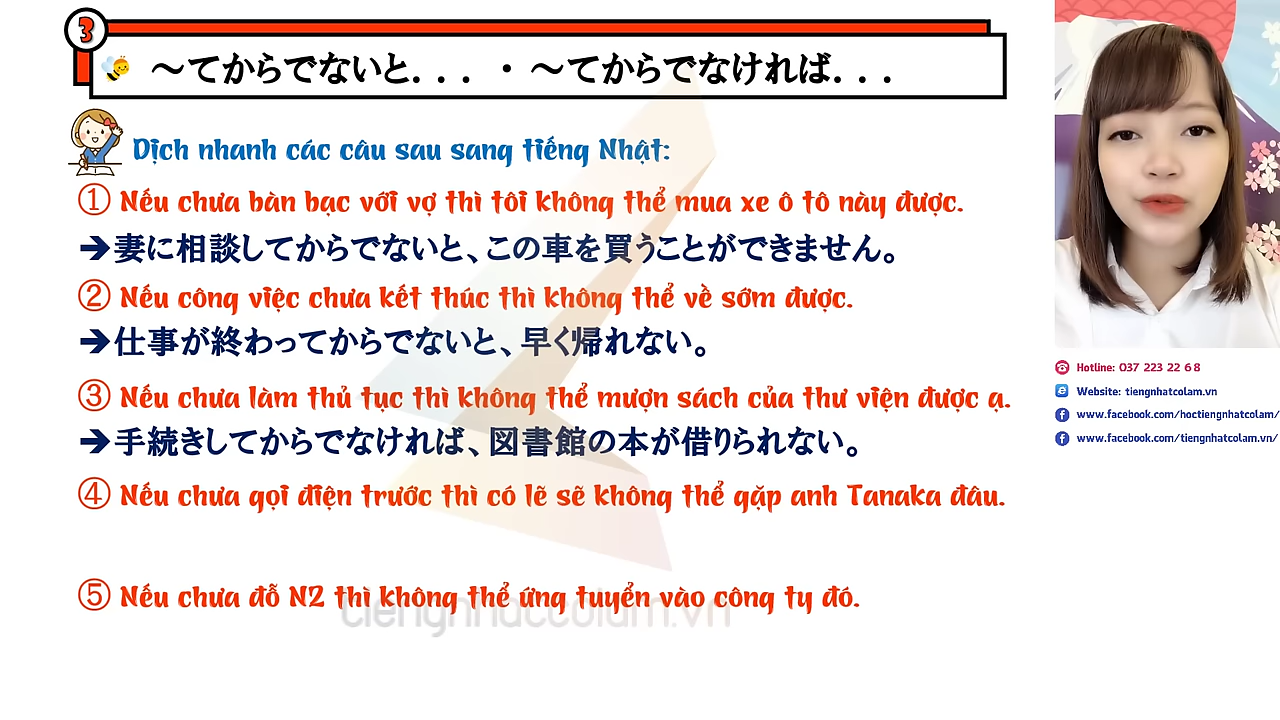 3
～てからでないと. . . ・～てからでなければ. . .
Dịch nhanh các câu sau sang tiếng Nhật:
① Nếu chưa bàn bạc với vợ thì tôi không thể mua xe ô tô này được.
➔妻に相談してからでないと、この車を買うことができません。
② Nếu công việc chưa kết thúc thì không thể về sớm được.
➔仕事が終わってからでないと、早く帰れない。
③ Nếu chưa làm thủ tục thì không thể mượn sách của thư viện được ạ.
➔手続きしてからでなければ、図書館の本が借りられない。
④ Nếu chưa gọi điện trước thì có lẽ sẽ không thể gặp anh Tanaka đâu.
⑤ Nếu chưa đỗ N2 thì không thể ứng tuyển vào công ty đó.
tiengnhatcolam.vn
Hotline: 037 223 22 68
Website: tiengnhatcolam.vn
www.facebook.com/hoctiengnhatcolam/
www.facebook.com/tiengnhatcolam.vn/